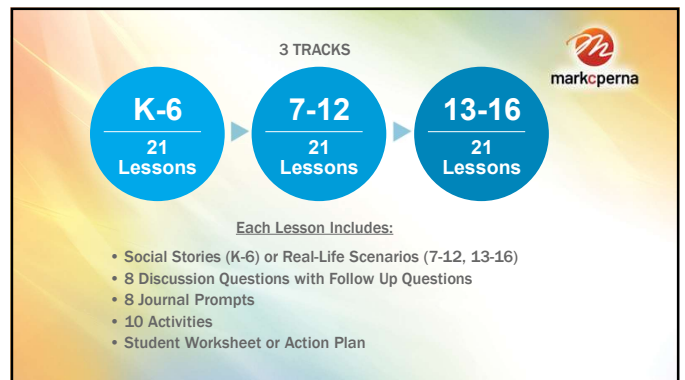 3 TRACKS
markcperna
K-6
21
Lessons
7-12
21
Lessons
13-16
21
Lessons
Each Lesson Includes:
• Social Stories (K-6) or Real-Life Scenarios (7-12, 13-16)
• 8 Discussion Questions with Follow Up Questions
• 8 Journal Prompts
• 10 Activities
• Student Worksheet or Action Plan